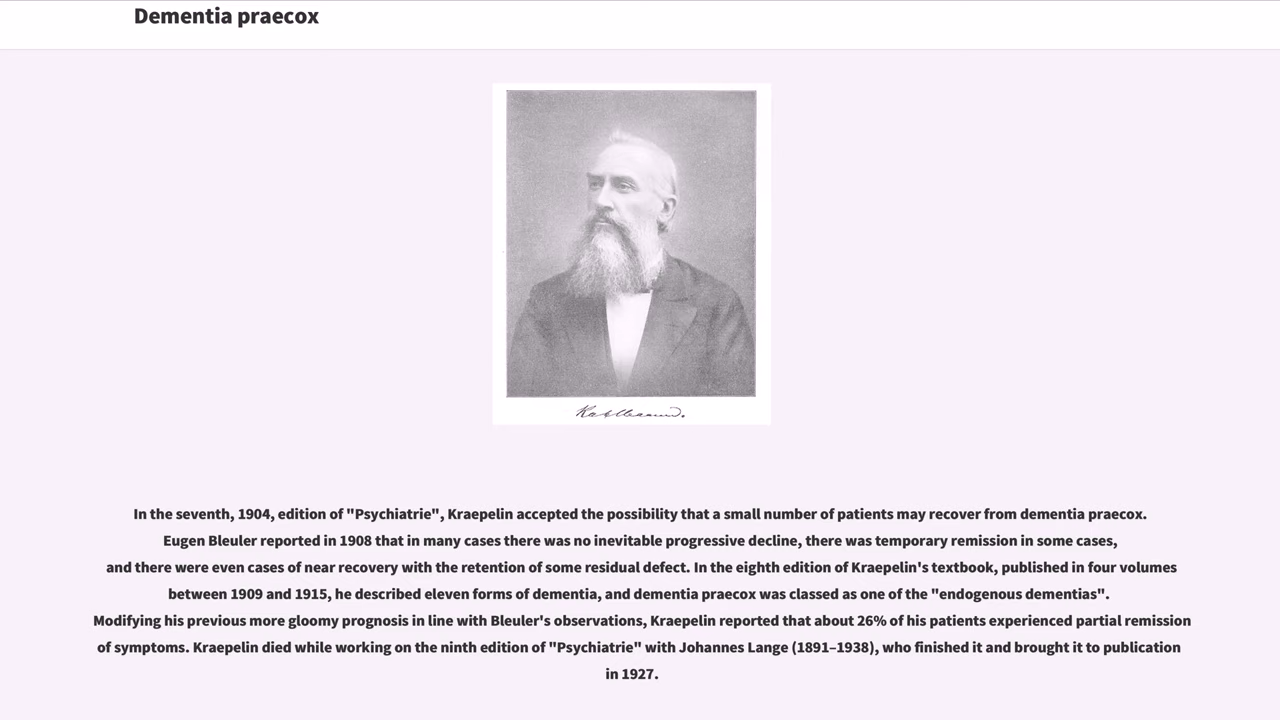 Dementia praecox
Kahlbaum.
In the seventh, 1904, edition of "Psychiatrie", Kraepelin accepted the possibility that a small number of patients may recover from dementia praecox.
Eugen Bleuler reported in 1908 that in many cases there was no inevitable progressive decline, there was temporary remission in some cases,
and there were even cases of near recovery with the retention of some residual defect. In the eighth edition of Kraepelin's textbook, published in four volumes
between 1909 and 1915, he described eleven forms of dementia, and dementia praecox was classed as one of the "endogenous dementias".
Modifying his previous more gloomy prognosis in line with Bleuler's observations, Kraepelin reported that about 26% of his patients experienced partial remission
of symptoms. Kraepelin died while working on the ninth edition of "Psychiatrie" with Johannes Lange (1891–1938), who finished it and brought it to publication
in 1927.